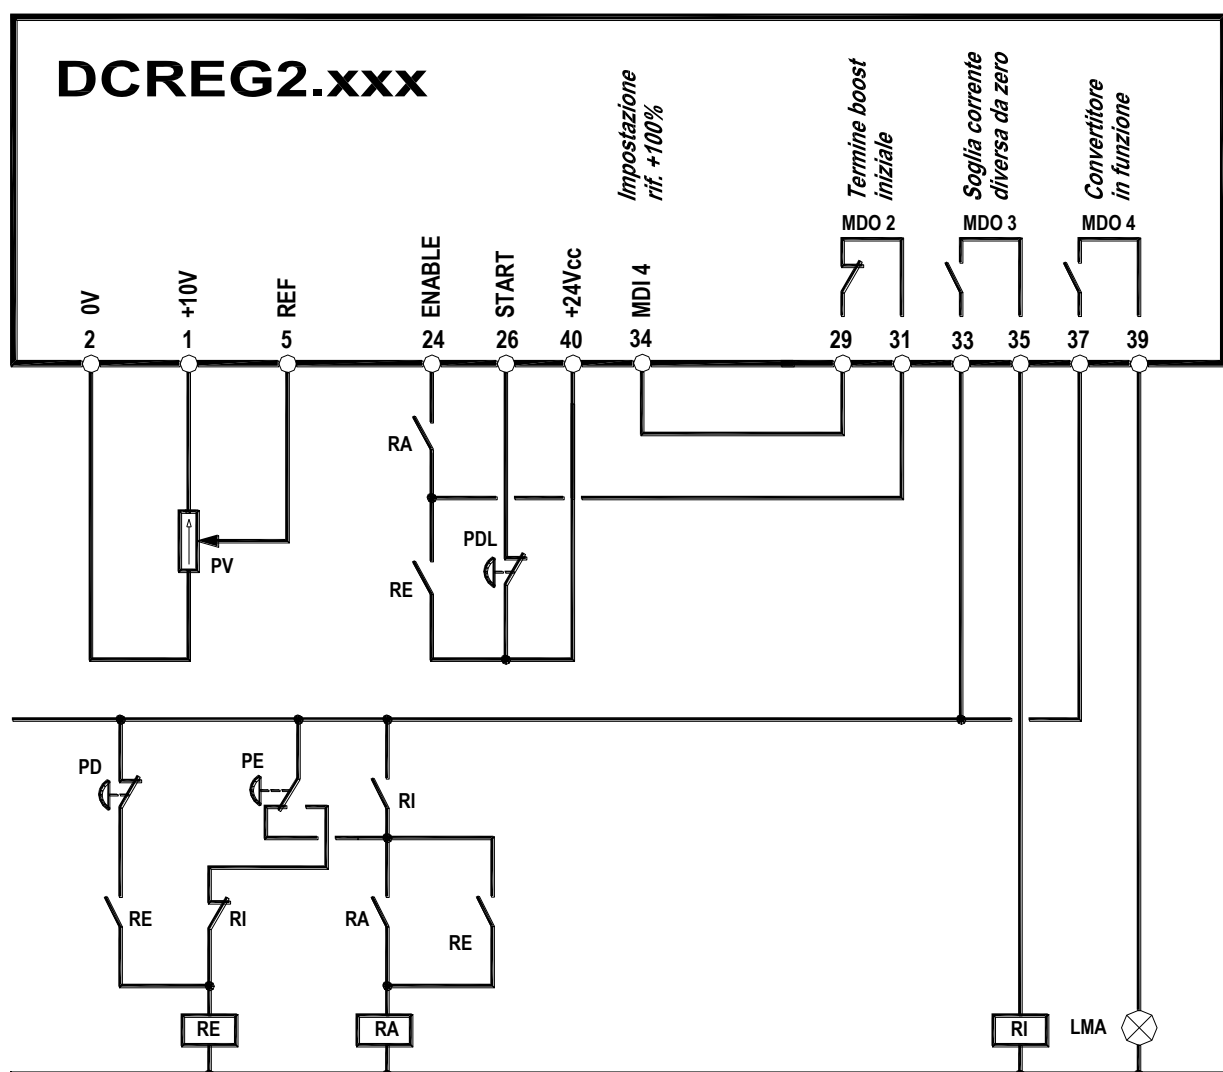 DCREG2.xxx
Impostazione
rif. +100%
Termine boost
iniziale
Soglia corrente
diversa da zero
Convertitore
in funzione
MDO 2
MDO 3
MDO 4
0V
+10V
REF
ENABLE
START
+24Vcc
MDI 4
2
1
5
24
26
40
34
29
31
33
35
37
39
RA
PDL
PV
RE
PD
PE
RI
RE
RI
RA
RE
RE
RA
RI
LMA